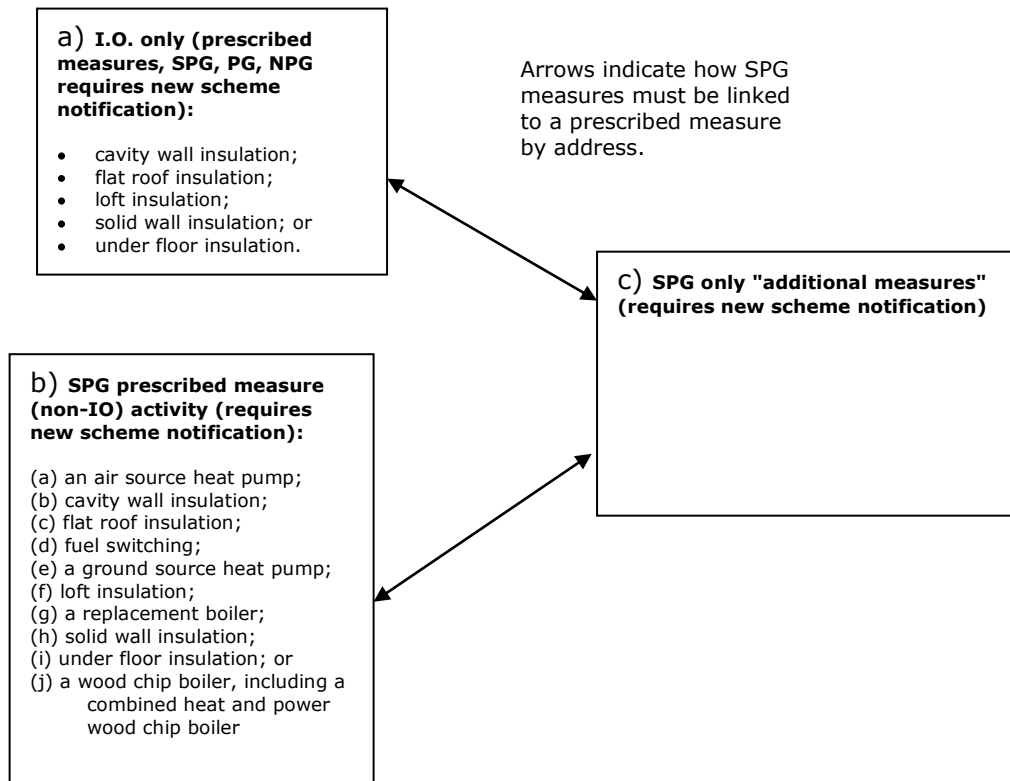 a) I.O. only (prescribed
measures, SPG, PG, NPG
requires new scheme
notification):
• cavity wall insulation;
• flat roof insulation;
• loft insulation;
• solid wall insulation; or
• under floor insulation.
Arrows indicate how SPG
measures must be linked
to a prescribed measure
by address.
c) SPG only "additional measures"
(requires new scheme notification)
b) SPG prescribed measure
(non-IO) activity (requires
new scheme notification):
(a) an air source heat pump;
(b) cavity wall insulation;
(c) flat roof insulation;
(d) fuel switching;
(e) a ground source heat pump;
(f) loft insulation;
(g) a replacement boiler;
(h) solid wall insulation;
(i) under floor insulation; or
(j) a wood chip boiler, including a
combined heat and power
wood chip boiler